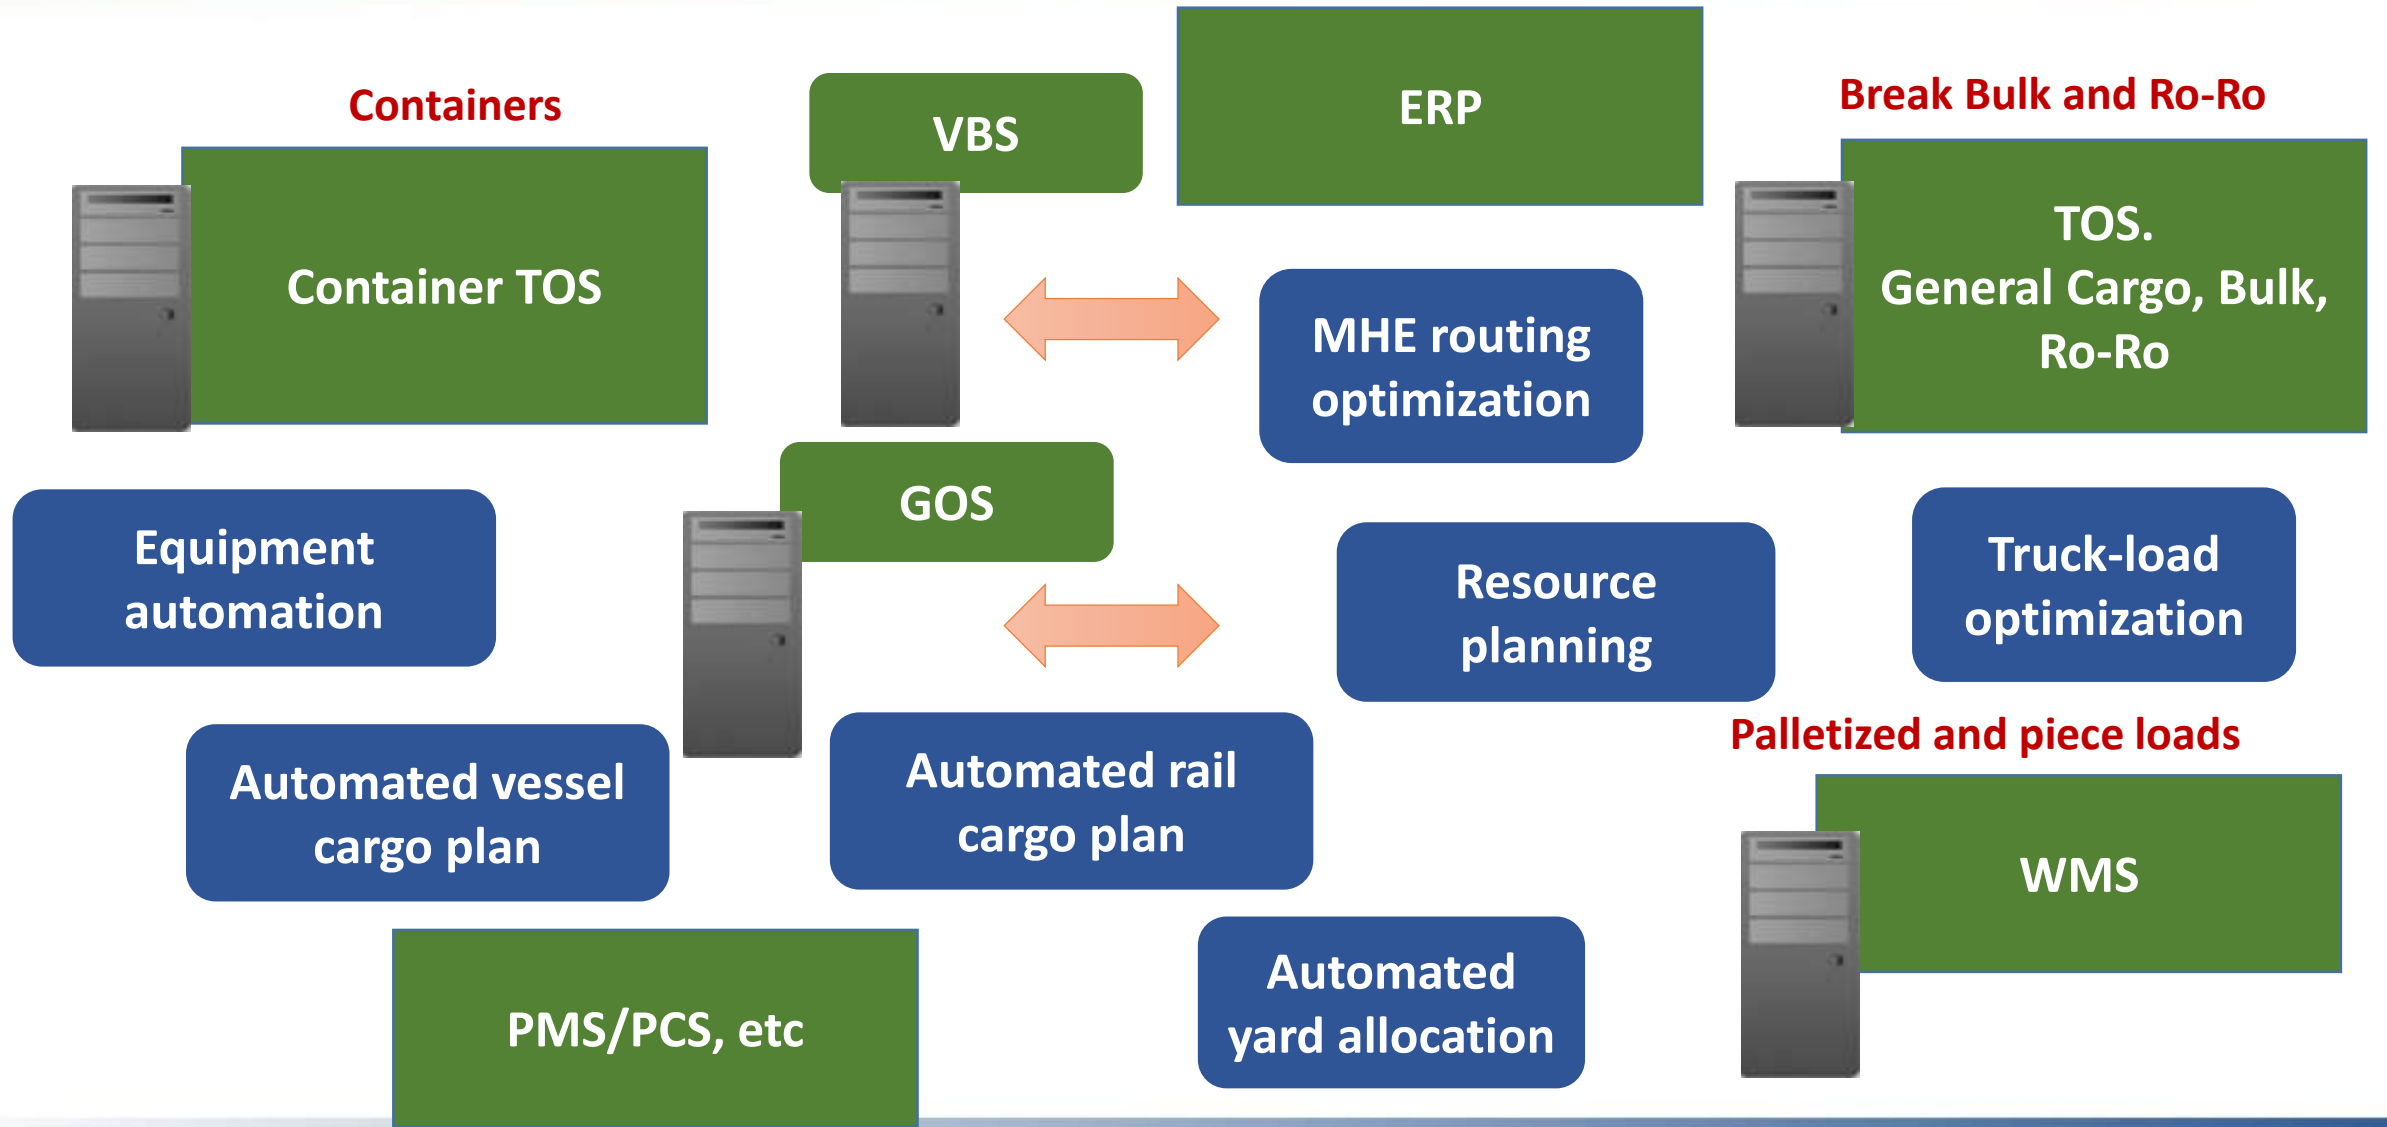 Containers
Container TOS
VBS
ERP
Break Bulk and Ro-Ro
TOS.
General Cargo, Bulk,
Ro-Ro
MHE routing
optimization
GOS
Equipment
automation
Resource
planning
Truck-load
optimization
Automated vessel
cargo plan
Automated rail
cargo plan
Palletized and piece loads
WMS
PMS/PCS, etc
Automated
yard allocation